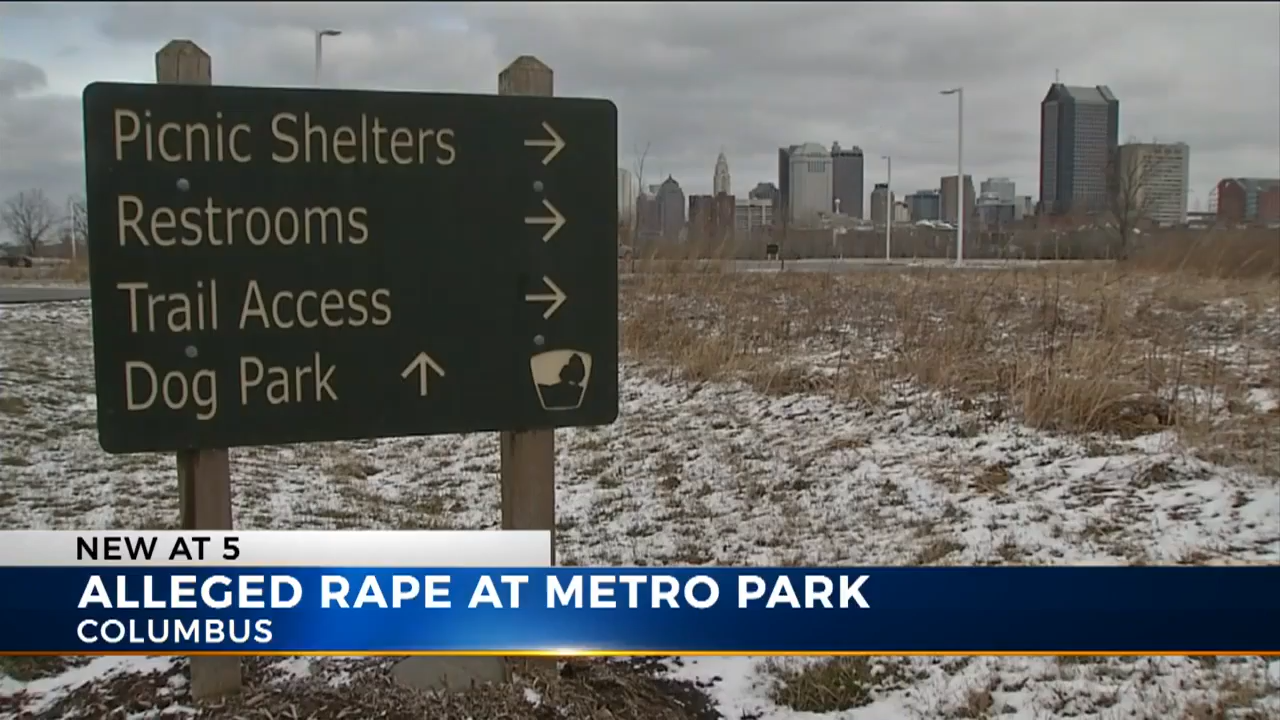 Picnic Shelters →
Restrooms →
Trail Access →
Dog Park ↑
NEW AT 5
ALLEGED RAPE AT METRO PARK
COLUMBUS